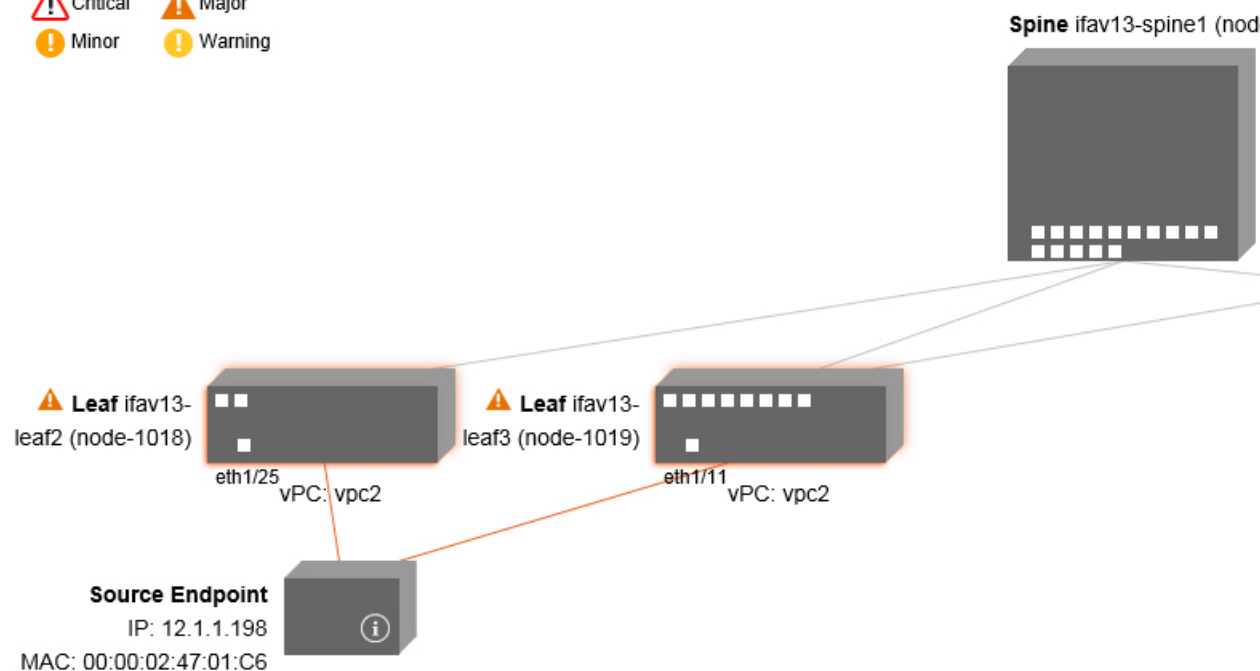 Critical
Major
Minor
Warning
Spine ifav13-spine1 (nod
Leaf ifav13-
leaf2 (node-1018)
eth1/25
vPC: vpc2
Leaf ifav13-
leaf3 (node-1019)
eth1/11
vPC: vpc2
Source Endpoint
IP: 12.1.1.198
MAC: 00:00:02:47:01:C6